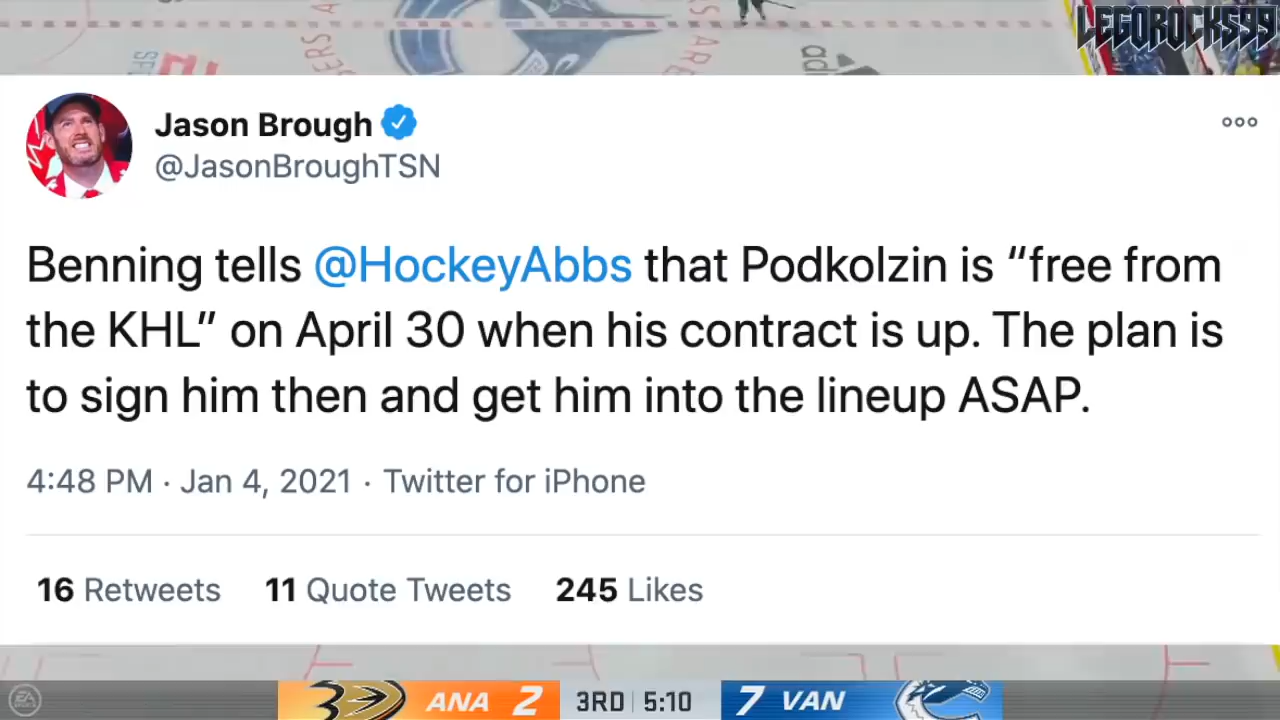 LEGOROCKS99
Jason Brough
@JasonBroughTSN
Benning tells @HockeyAbbs that Podkolzin is “free from
the KHL” on April 30 when his contract is up. The plan is
to sign him then and get him into the lineup ASAP.
4:48 PM · Jan 4, 2021 · Twitter for iPhone
16 Retweets 11 Quote Tweets 245 Likes
EA
ANA 2 3RD 5:10 7 VAN